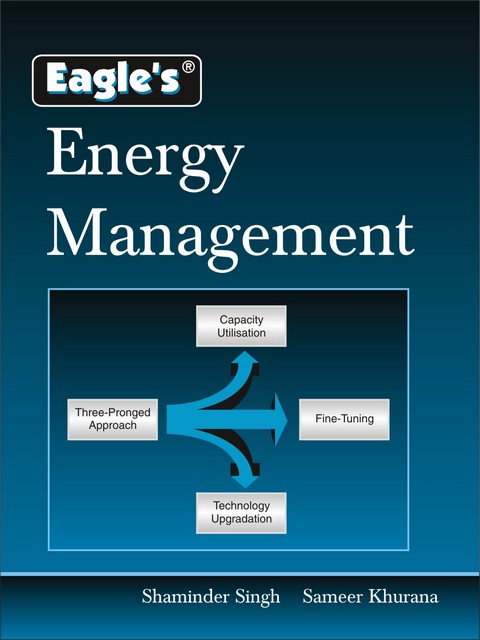 Eagle's®
Energy
Management
Capacity
Utilisation
Three-Pronged
Approach
Fine-Tuning
Technology
Upgradation
Shaminder Singh Sameer Khurana